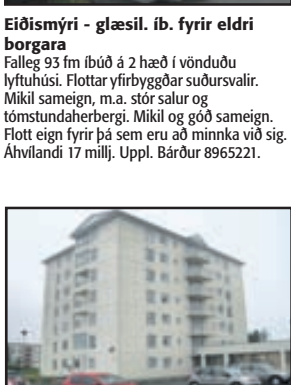 Eiðismýri - glæsil. íb. fyrir eldri
borgara
Falleg 93 fm íbúð á 2 hæð í vönduðu
lyftuhúsi. Flottar yfirbyggðar suðursvalir.
Mikil sameign, m.a. stór salur og
tómstundaherbergi. Mikil og góð sameign.
Flott eign fyrir þá sem eru að minnka við sig.
Áhvílandi 17 millj. Uppl. Bárður 8965221.